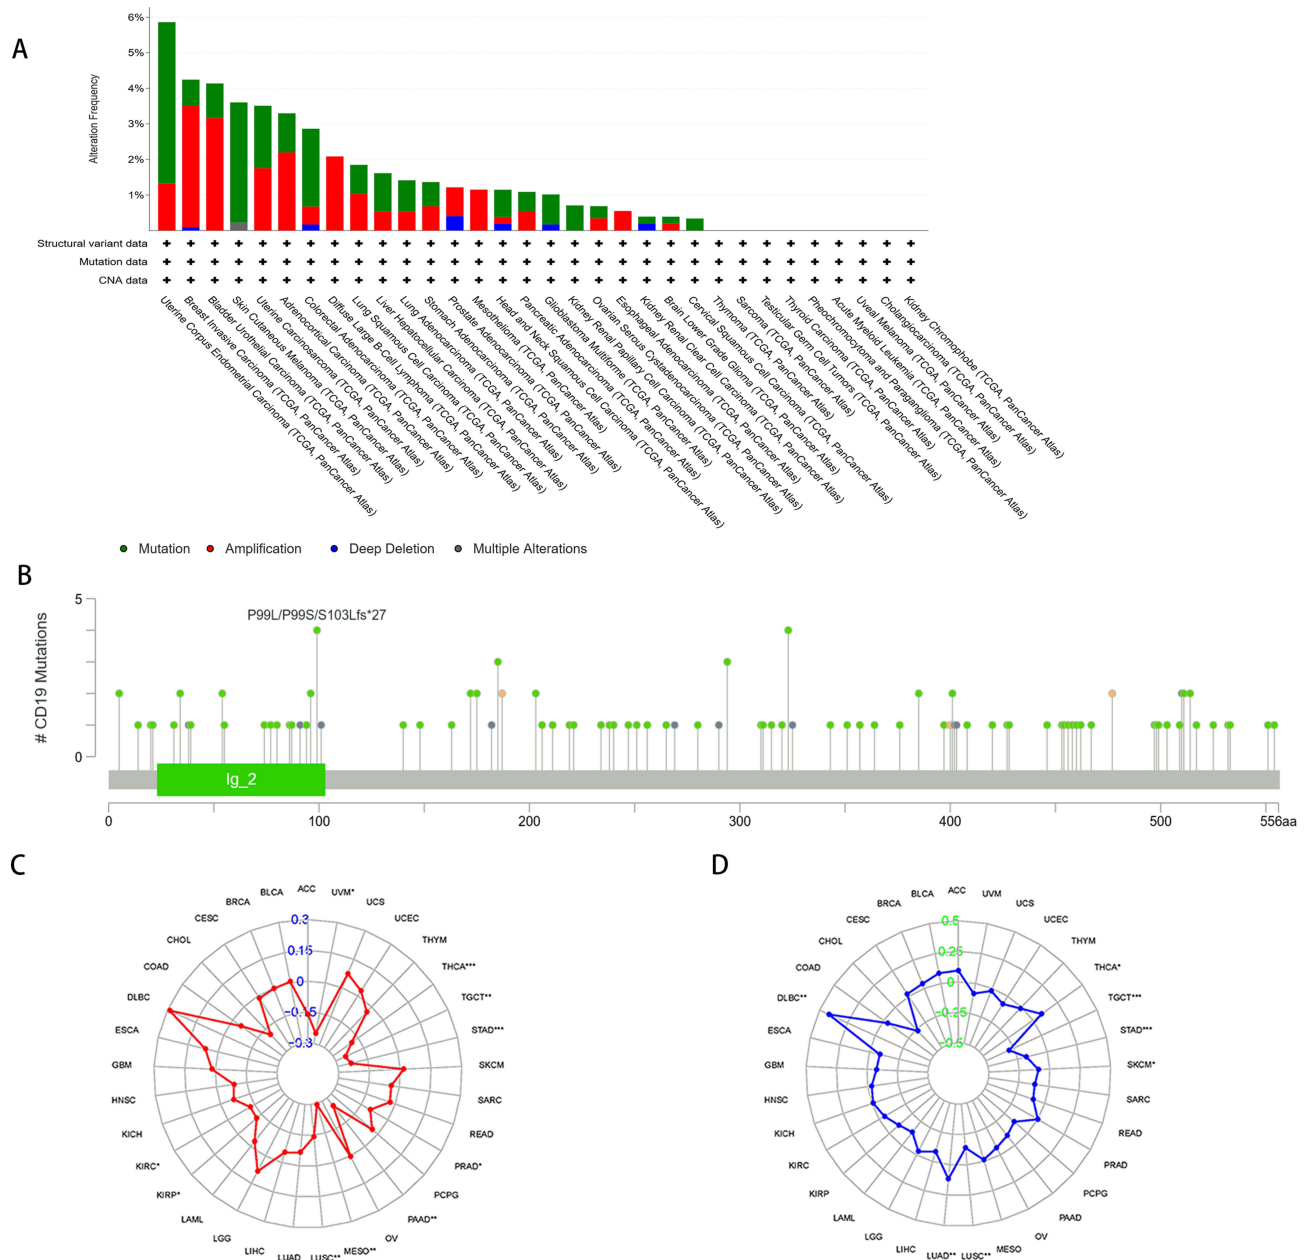 A
6%
5%
4%
3%
2%
1%
Alteration Frequency
Structural variant data
Mutation data
CNA data
Uterine Corpus Endometrial Carcinoma (TCGA, PanCancer Atlas)
Breast Invasive Carcinoma (TCGA, PanCancer Atlas)
Bladder Urothelial Carcinoma (TCGA, PanCancer Atlas)
Skin Cutaneous Melanoma (TCGA, PanCancer Atlas)
Uterine Carcinosarcoma (TCGA, PanCancer Atlas)
Adrenocortical Carcinoma (TCGA, PanCancer Atlas)
Colorectal Adenocarcinoma (TCGA, PanCancer Atlas)
Diffuse Large B-Cell Lymphoma (TCGA, PanCancer Atlas)
Lung Squamous Cell Carcinoma (TCGA, PanCancer Atlas)
Liver Hepatocellular Carcinoma (TCGA, PanCancer Atlas)
Lung Adenocarcinoma (TCGA, PanCancer Atlas)
Stomach Adenocarcinoma (TCGA, PanCancer Atlas)
Prostate Adenocarcinoma (TCGA, PanCancer Atlas)
Mesothelioma (TCGA, PanCancer Atlas)
Head and Neck Squamous Cell Carcinoma (TCGA, PanCancer Atlas)
Pancreatic Adenocarcinoma (TCGA, PanCancer Atlas)
Glioblastoma Multiforme (TCGA, PanCancer Atlas)
Kidney Renal Papillary Cell Carcinoma (TCGA, PanCancer Atlas)
Ovarian Serous Cystadenocarcinoma (TCGA, PanCancer Atlas)
Esophageal Adenocarcinoma (TCGA, PanCancer Atlas)
Kidney Renal Clear Cell Carcinoma (TCGA, PanCancer Atlas)
Brain Lower Grade Glioma (TCGA, PanCancer Atlas)
Cervical Squamous Cell Carcinoma (TCGA, PanCancer Atlas)
Thymoma (TCGA, PanCancer Atlas)
Sarcoma (TCGA, PanCancer Atlas)
Testicular Germ Cell Tumors (TCGA, PanCancer Atlas)
Thyroid Carcinoma (TCGA, PanCancer Atlas)
Pheochromocytoma and Paraganglioma (TCGA, PanCancer Atlas)
Acute Myeloid Leukemia (TCGA, PanCancer Atlas)
Uveal Melanoma (TCGA, PanCancer Atlas)
Cholangiocarcinoma (TCGA, PanCancer Atlas)
Kidney Chromophobe (TCGA, PanCancer Atlas)
Mutation Amplification Deep Deletion Multiple Alterations
B
# CD19 Mutations
5
0
P99L/P99S/S103Lfs*27
Ig_2
0 100 200 300 400 500 556aa
C
ACC
UVM*
UCS
UCEC
THYM
THCA***
TGCT**
STAD***
SKCM
SARC
READ
PRAD*
PCPG
PAAD**
OV
MESO**
LUSC**
LUAD
LIHC
LGG
LAML
KIRP*
KIRC*
KICH
HNSC
GBM
ESCA
DLBC
COAD
CHOL
CESC
BRCA
BLCA
0.3
0.15
0
-0.15
-0.3
D
ACC
UVM
UCS
UCEC
THYM
THCA*
TGCT***
STAD***
SKCM*
SARC
READ
PRAD
PCPG
PAAD
OV
MESO
LUSC**
LUAD**
LIHC
LGG
LAML
KIRP
KIRC
KICH
HNSC
GBM
ESCA
DLBC**
COAD
CHOL
CESC
BRCA
BLCA
0.5
0.25
0
-0.25
-0.5